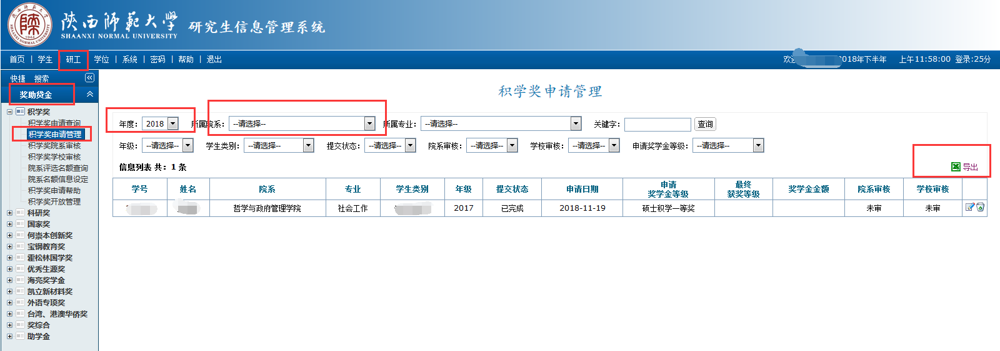 陕西师范大学
SHAANXI NORMAL UNIVERSITY
研究生信息管理系统
首页 | 学生 | 研工 | 学位 | 系统 | 密码 | 帮助 | 退出
2018年下半年 上午11:58:00 登录:25分
快捷 搜索
奖助贷金
积学奖
积学奖申请查询
积学奖申请管理
积学奖院系审核
积学奖学校审核
院系评选名额查询
院系名额信息设定
积学奖申请帮助
积学奖开放管理
科研奖
国家奖
何崇本创新奖
宝钢教育奖
霍松林国学奖
优秀生源奖
海亮奖学金
凯立新材料奖
外语专项奖
台湾、港澳华侨奖
奖综合
助学金
积学奖申请管理
年度: 2018 所属院系: --请选择-- 所属专业: --请选择-- 关键字: 查询
年级: --请选择-- 学生类别: --请选择-- 提交状态: --请选择-- 院系审核: --请选择-- 学校审核: --请选择-- 申请奖学金等级: --请选择--
信息列表 共: 1 条
导出
学号 姓名 院系 专业 学生类别 年级 提交状态 申请日期 申请奖学金等级 最终获奖等级 奖学金金额 院系审核 学校审核
哲学与政府管理学院 社会工作 2017 已完成 2018-11-19 硕士积学一等奖 未审 未审